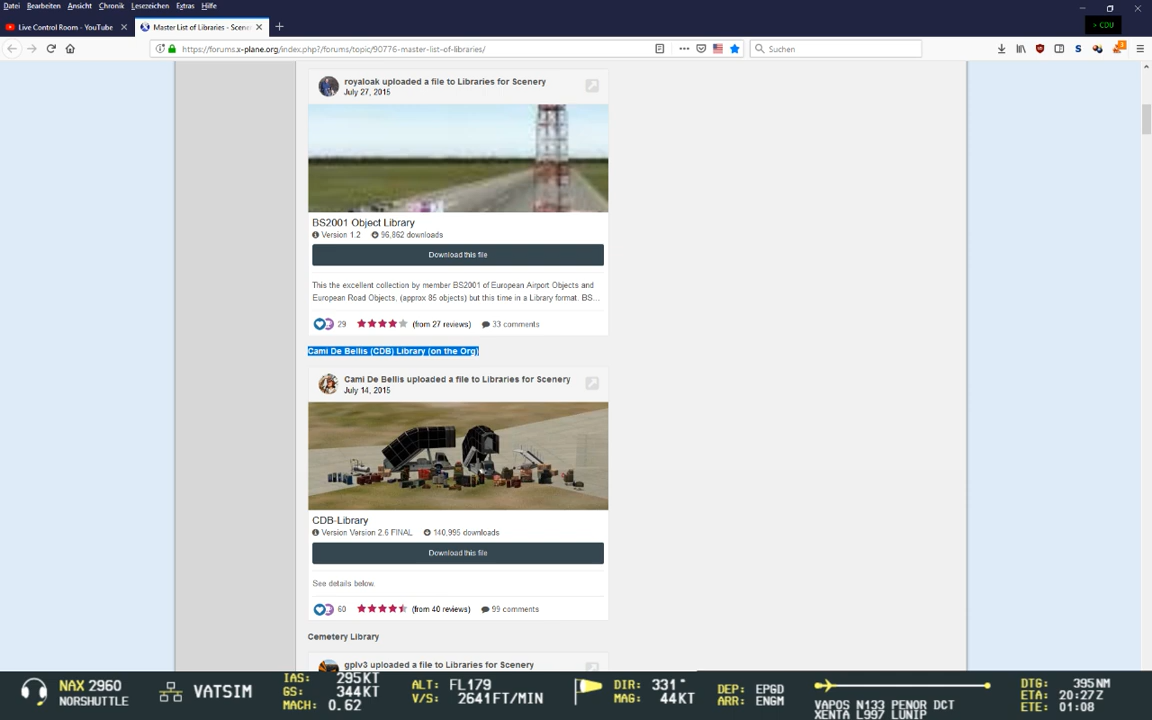 Datei Bearbeiten Ansicht Chronik Lesezeichen Extras Hilfe
Live Control Room - YouTube
Master List of Libraries - Scene
> CDU
https://forums.x-plane.org/index.php?/forums/topic/90776-master-list-of-libraries/
Suchen
royaloak uploaded a file to Libraries for Scenery
July 27, 2015
BS2001 Object Library
Version 1.2 96,862 downloads
Download this file
This the excellent collection by member BS2001 of European Airport Objects and
European Road Objects, (approx 85 objects) but this time in a Library format. BS...
29 (from 27 reviews) 33 comments
Cami De Bellis (CDB) Library (on the Org)
Cami De Bellis uploaded a file to Libraries for Scenery
July 14, 2015
CDB-Library
Version Version 2.6 FINAL 140,995 downloads
Download this file
See details below.
60 (from 40 reviews) 99 comments
Cemetery Library
gplv3 uploaded a file to Libraries for Scenery
NAX 2960
NORSHUTTLE
VATSIM
IAS: 295KT
GS: 344KT
MACH: 0.62
ALT: FL179
V/S: 2641FT/MIN
DIR: 331°
MAG: 44KT
DEP: EPGD
ARR: ENGM
VAPOS N133 PENOR DCT
XENTA L997 LUNIP
DTG: 395NM
ETA: 20:27Z
ETE: 01:08